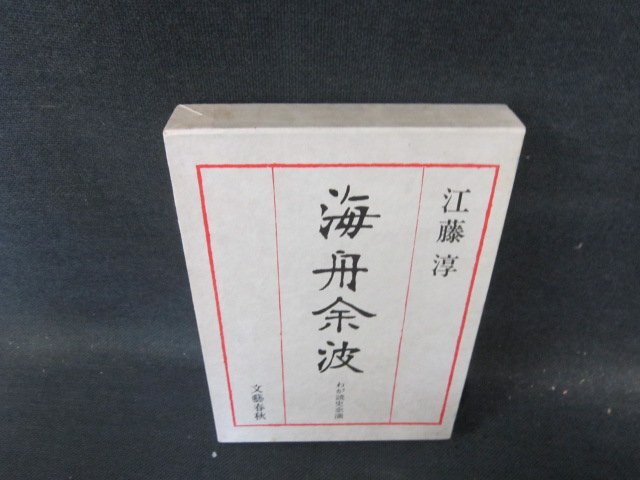 江藤淳
海舟余波
わが読史余滴
文藝春秋